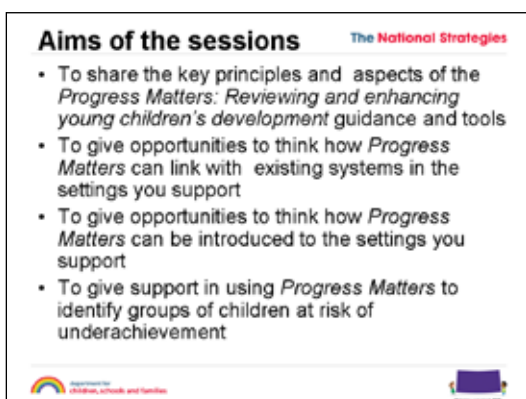 Aims of the sessions
The National Strategies
• To share the key principles and aspects of the
Progress Matters: Reviewing and enhancing
young children's development guidance and tools
• To give opportunities to think how Progress
Matters can link with existing systems in the
settings you support
• To give opportunities to think how Progress
Matters can be introduced to the settings you
support
• To give support in using Progress Matters to
identify groups of children at risk of
underachievement
department for
children, schools and families